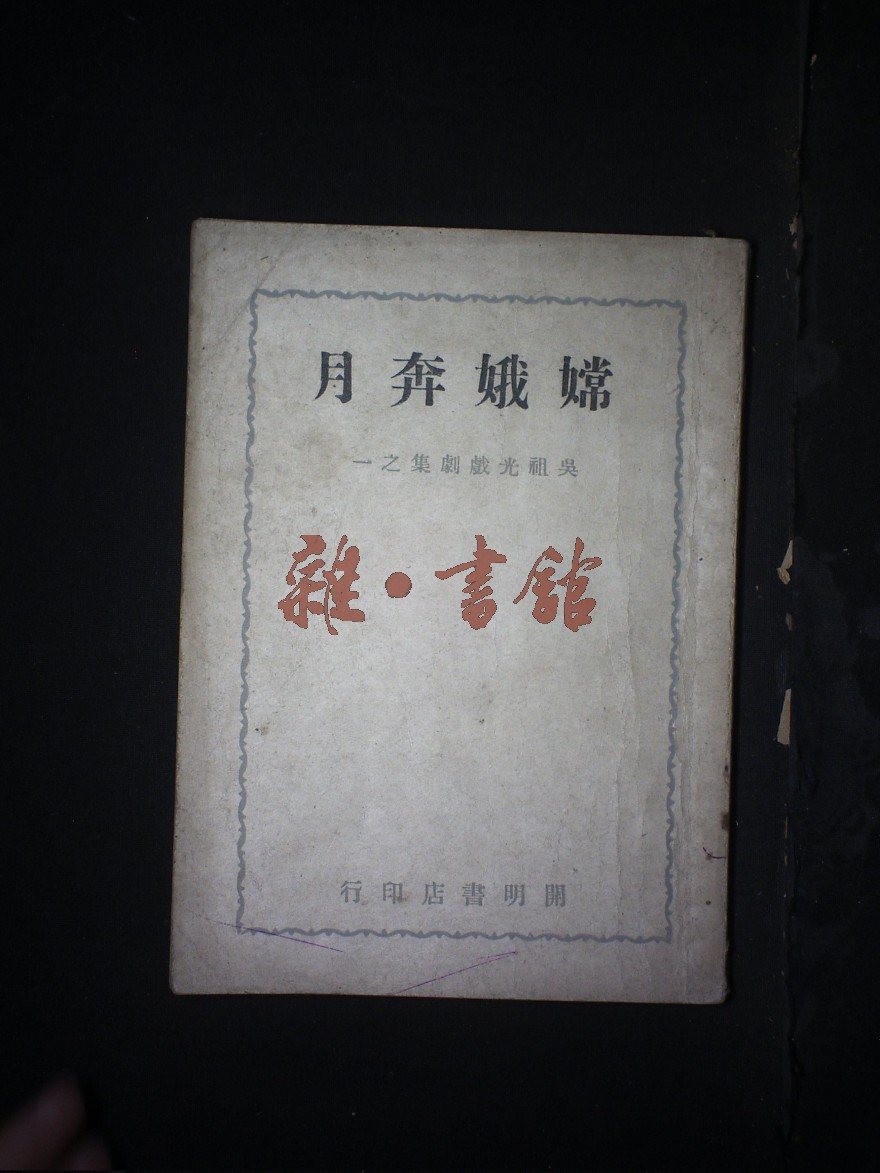 嫦娥奔月
吳祖光戲劇集之一
雜·書館
開明書店印行